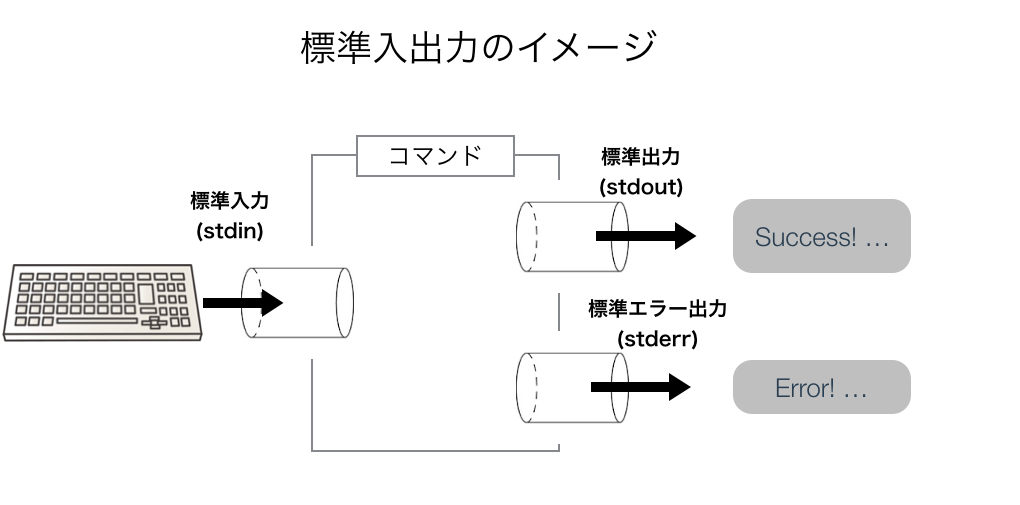 標準入出力のイメージ
コマンド
標準入力
(stdin)
標準出力
(stdout)
Success! …
標準エラー出力
(stderr)
Error! …